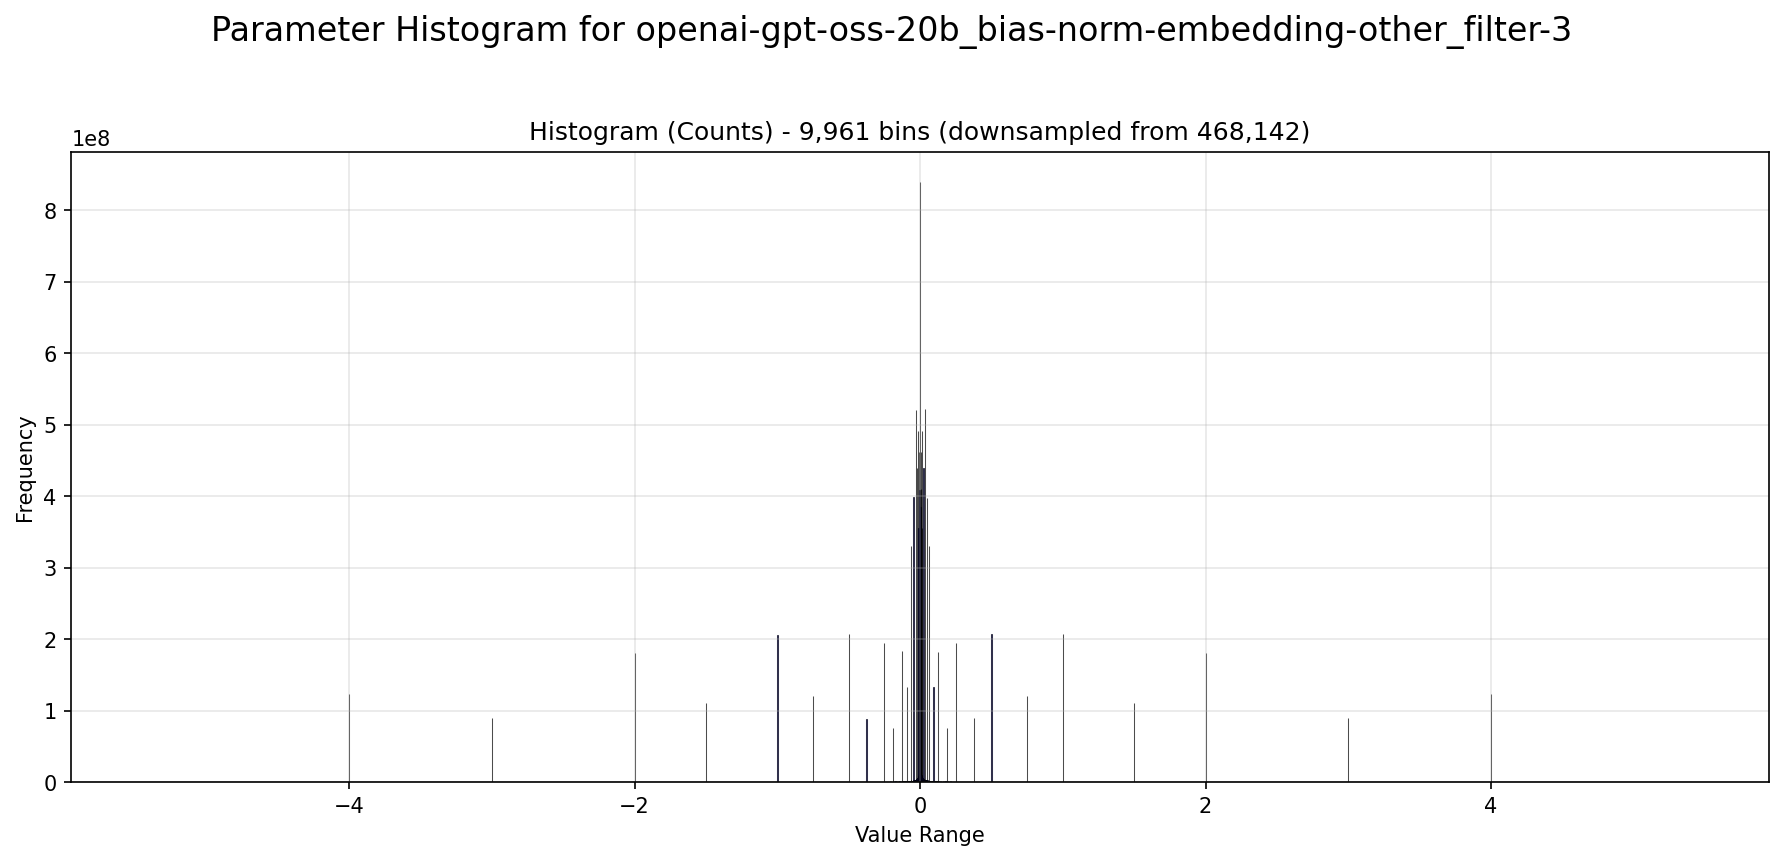 Parameter Histogram for openai-gpt-oss-20b_bias-norm-embedding-other_filter-3
Histogram (Counts) - 9,961 bins (downsampled from 468,142)
1e8
8
7
6
5
4
3
2
1
0
Frequency
−4
−2
0
2
4
Value Range